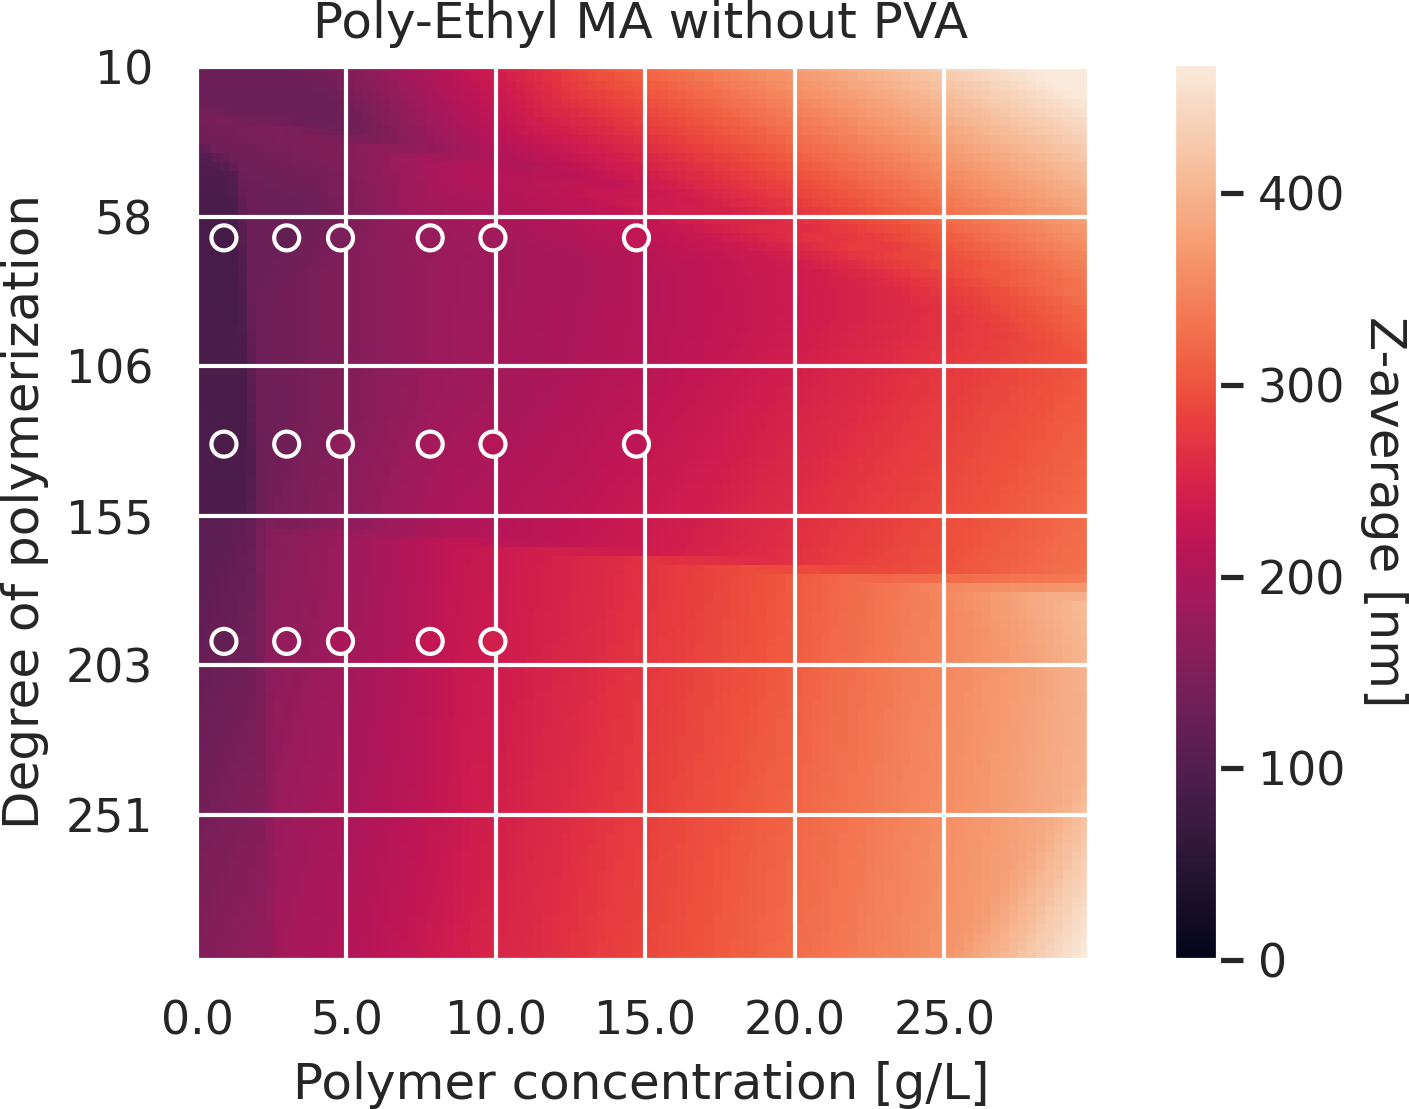 Poly-Ethyl MA without PVA
Degree of polymerization
10
58
106
155
203
251
0.0 5.0 10.0 15.0 20.0 25.0
Polymer concentration [g/L]
400
300
200
100
0
Z-average [nm]